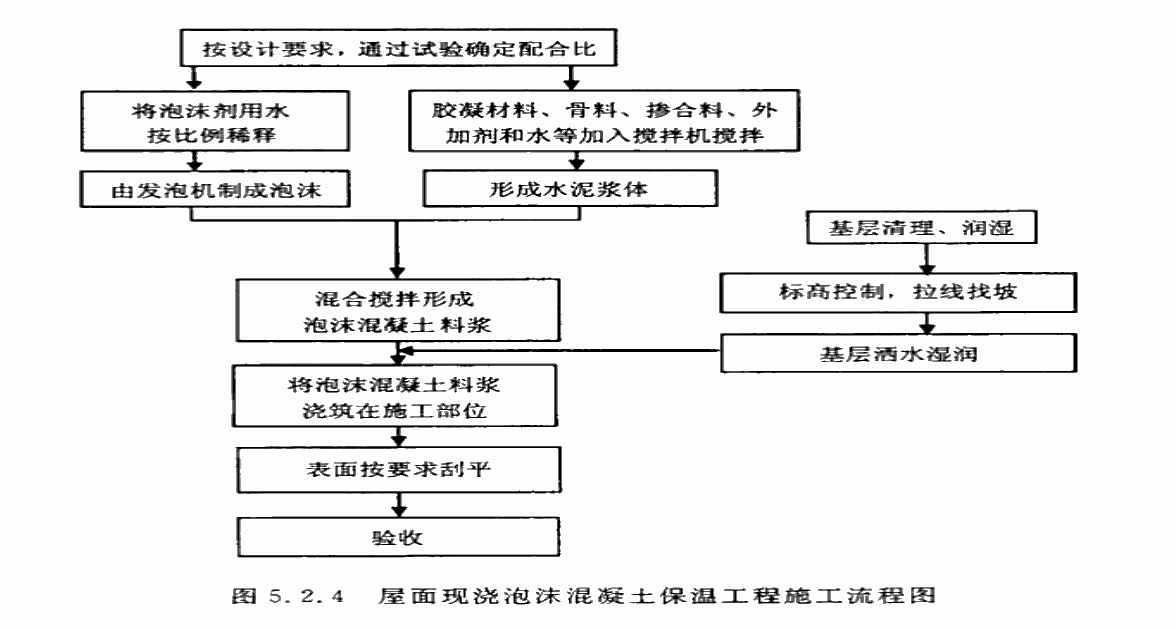 按设计要求，通过试验确定配合比
将泡沫剂用水
按比例稀释
胶凝材料、骨料、掺合料、外
加剂和水等加入搅拌机搅拌
由发泡机制成泡沫
形成水泥浆体
基层清理、润湿
混合搅拌形成
泡沫混凝土料浆
标高控制，拉线找坡
基层洒水湿润
将泡沫混凝土料浆
浇筑在施工部位
表面按要求刮平
验收
图 5.2.4 屋面现浇泡沫混凝土保温工程施工流程图